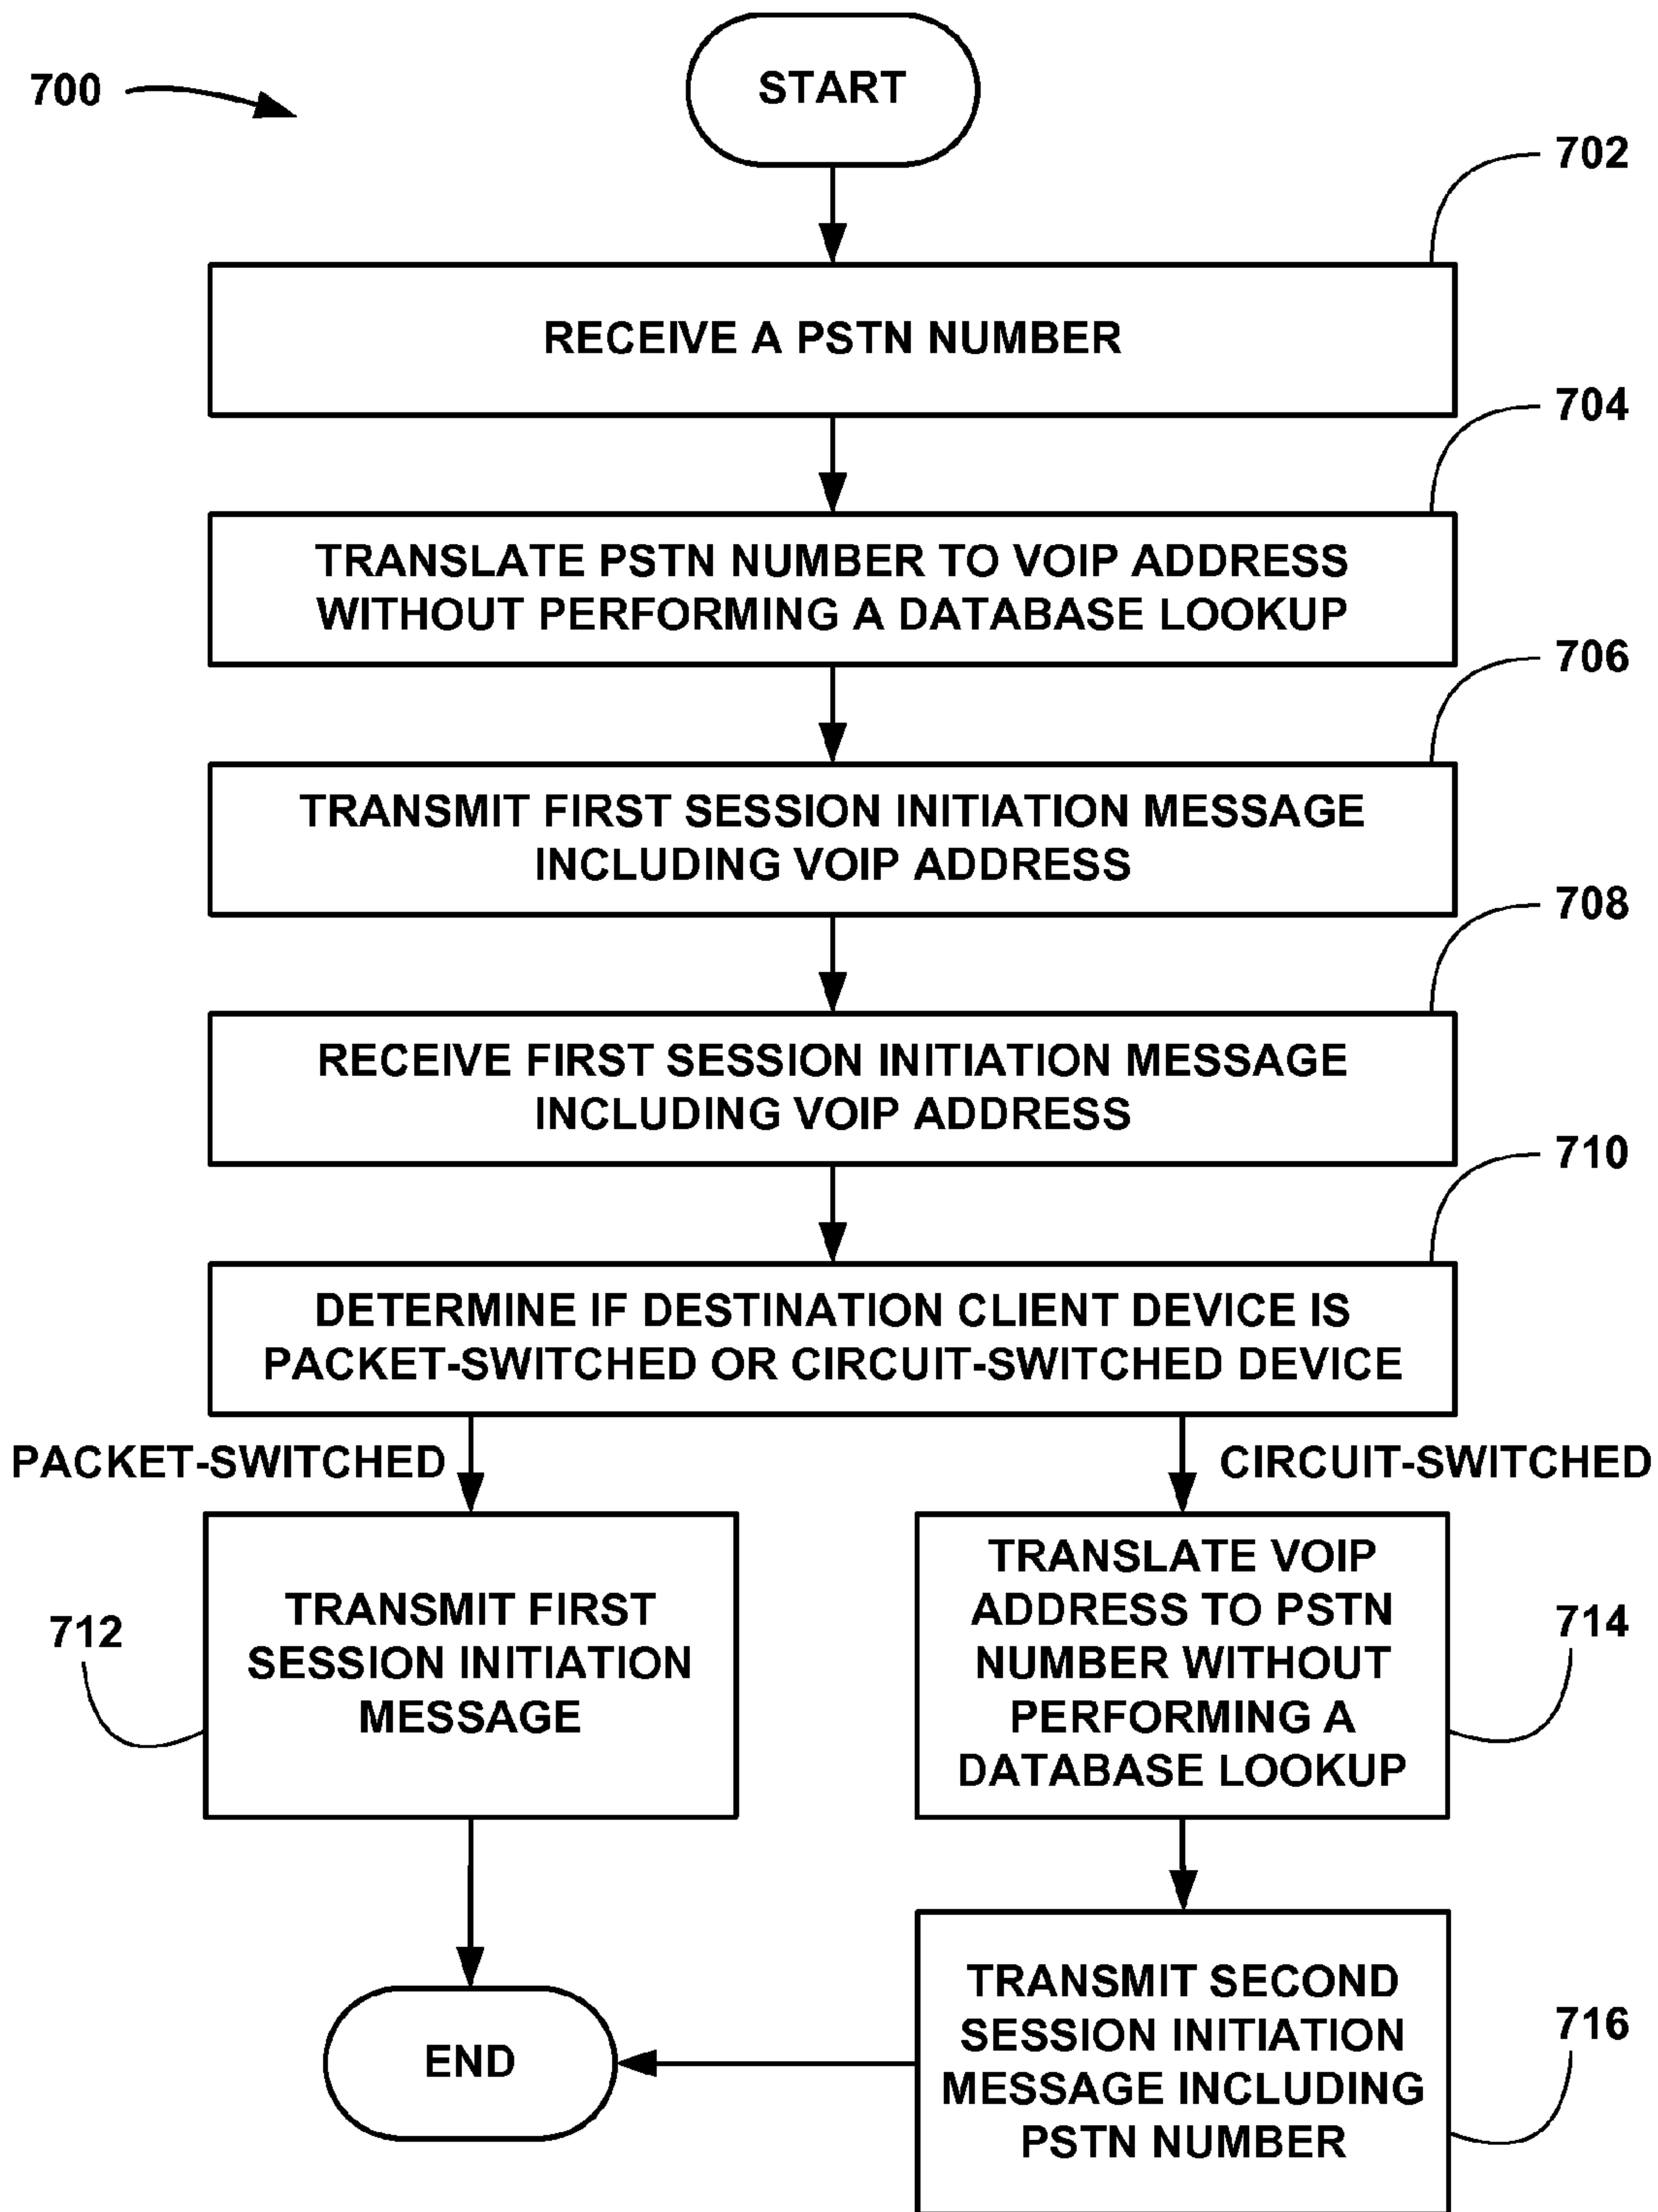 START
700
702
RECEIVE A PSTN NUMBER
704
TRANSLATE PSTN NUMBER TO VOIP ADDRESS
WITHOUT PERFORMING A DATABASE LOOKUP
706
TRANSMIT FIRST SESSION INITIATION MESSAGE
INCLUDING VOIP ADDRESS
708
RECEIVE FIRST SESSION INITIATION MESSAGE
INCLUDING VOIP ADDRESS
710
DETERMINE IF DESTINATION CLIENT DEVICE IS
PACKET-SWITCHED OR CIRCUIT-SWITCHED DEVICE
PACKET-SWITCHED
CIRCUIT-SWITCHED
712
TRANSMIT FIRST
SESSION INITIATION
MESSAGE
TRANSLATE VOIP
ADDRESS TO PSTN
NUMBER WITHOUT
PERFORMING A
DATABASE LOOKUP
714
END
TRANSMIT SECOND
SESSION INITIATION
MESSAGE INCLUDING
PSTN NUMBER
716